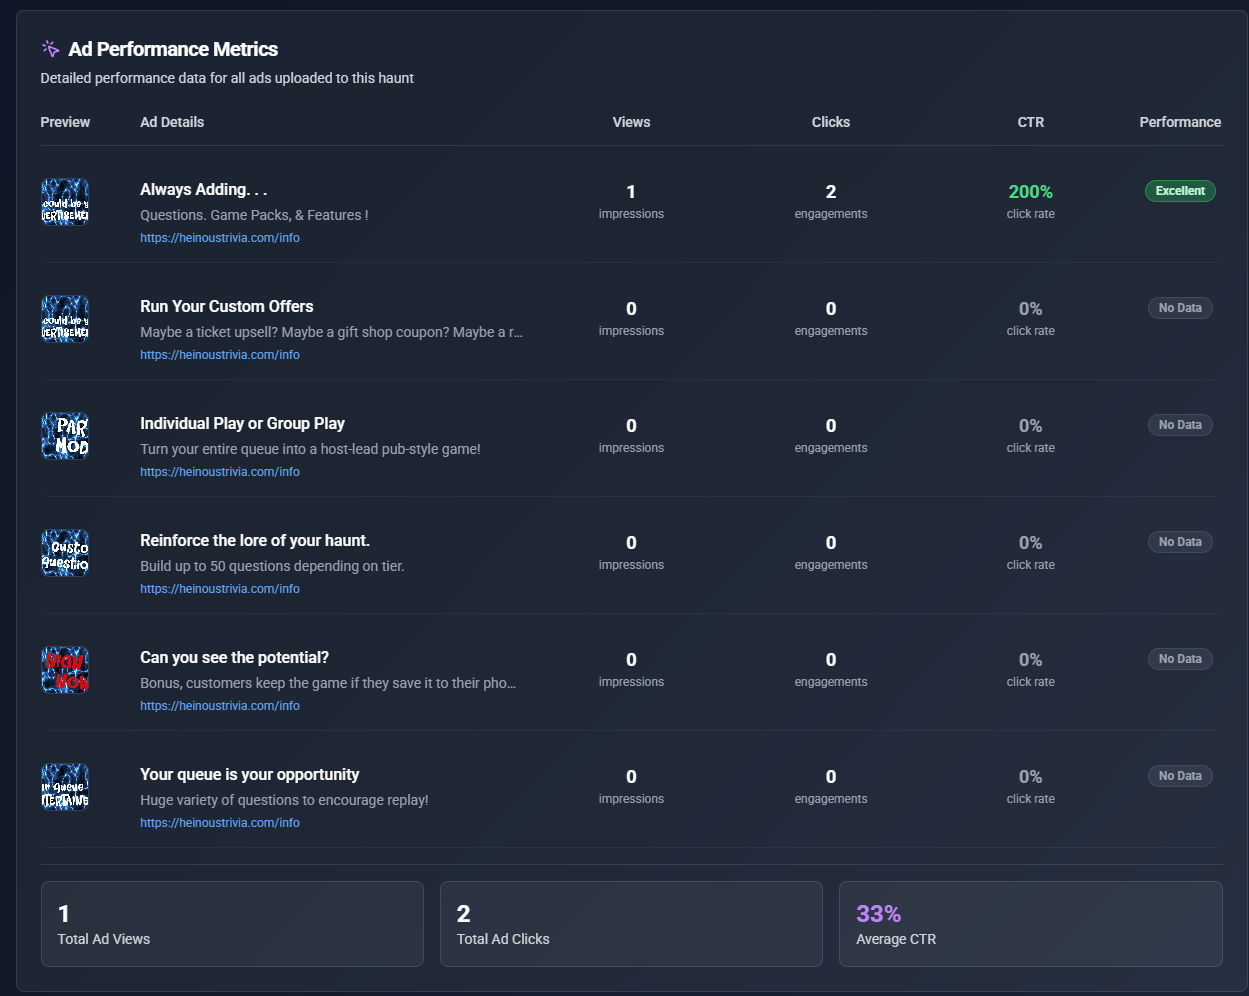 Ad Performance Metrics
Detailed performance data for all ads uploaded to this haunt
Preview Ad Details Views Clicks CTR Performance
Always Adding. . . 1 2 200% Excellent
Questions. Game Packs, & Features ! impressions engagements click rate
https://heinoustrivia.com/info
could be y
Run Your Custom Offers 0 0 0% No Data
Maybe a ticket upsell? Maybe a gift shop coupon? Maybe a r... impressions engagements click rate
https://heinoustrivia.com/info
could be y
Individual Play or Group Play 0 0 0% No Data
Turn your entire queue into a host-lead pub-style game! impressions engagements click rate
https://heinoustrivia.com/info
PAR
MOD
Reinforce the lore of your haunt. 0 0 0% No Data
Build up to 50 questions depending on tier. impressions engagements click rate
https://heinoustrivia.com/info
Custo
Questio
Can you see the potential? 0 0 0% No Data
Bonus, customers keep the game if they save it to their pho... impressions engagements click rate
https://heinoustrivia.com/info
Your queue is your opportunity 0 0 0% No Data
Huge variety of questions to encourage replay! impressions engagements click rate
https://heinoustrivia.com/info
1 2 33%
Total Ad Views Total Ad Clicks Average CTR